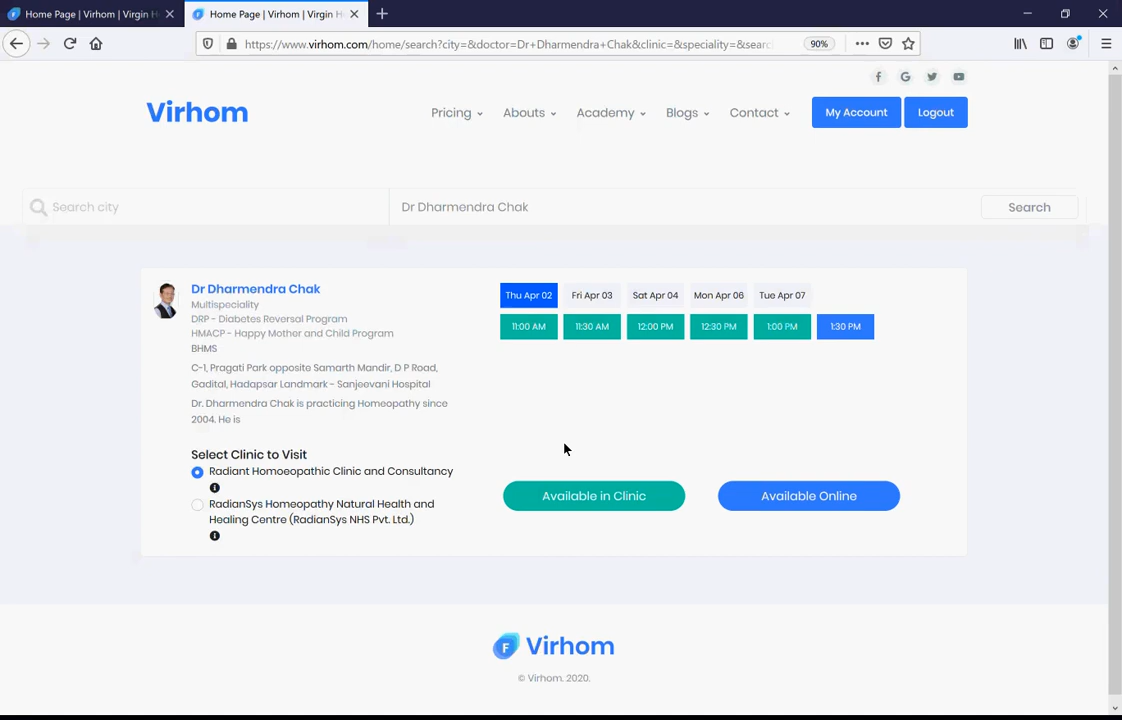 Home Page | Virhom | Virgin H
Home Page | Virhom | Virgin H
https://www.virhom.com/home/search?city=&doctor=Dr+Dharmendra+Chak&clinic=&speciality=&searc
90%
Virhom
Pricing
Abouts
Academy
Blogs
Contact
My Account
Logout
Search city
Dr Dharmendra Chak
Search
Dr Dharmendra Chak
Multispeciality
DRP - Diabetes Reversal Program
HMACP - Happy Mother and Child Program
BHMS
C-1, Pragati Park opposite Samarth Mandir, D P Road,
Gadital, Hadapsar Landmark - Sanjeevani Hospital
Dr. Dharmendra Chak is practicing Homeopathy since
2004. He is
Thu Apr 02
Fri Apr 03
Sat Apr 04
Mon Apr 06
Tue Apr 07
11:00 AM
11:30 AM
12:00 PM
12:30 PM
1:00 PM
1:30 PM
Select Clinic to Visit
Radiant Homoeopathic Clinic and Consultancy
RadianSys Homeopathy Natural Health and
Healing Centre (RadianSys NHS Pvt. Ltd.)
Available in Clinic
Available Online
F Virhom
© Virhom. 2020.